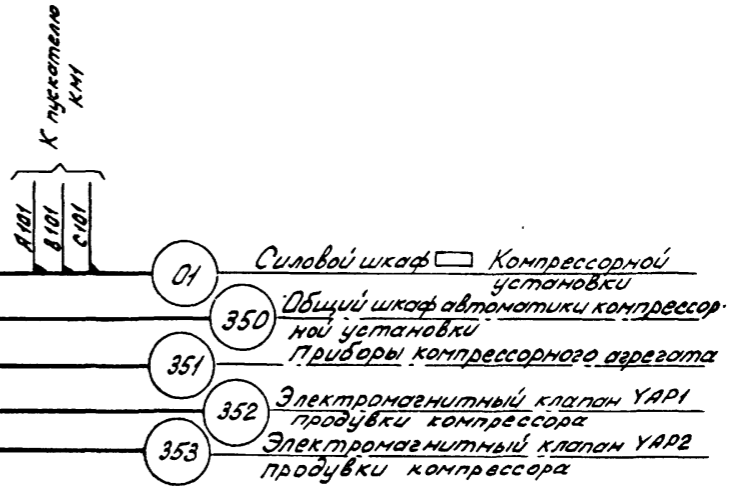 К пускателю
КМ1
А101
В101
С101
01
Силовой шкаф Компрессорной
установки
350
Общий шкаф автоматики компрессор-
ной установки
351
Приборы компрессорного агрегата
352
Электромагнитный клапан YAP1
продувки компрессора
353
Электромагнитный клапан YAP2
продувки компрессора